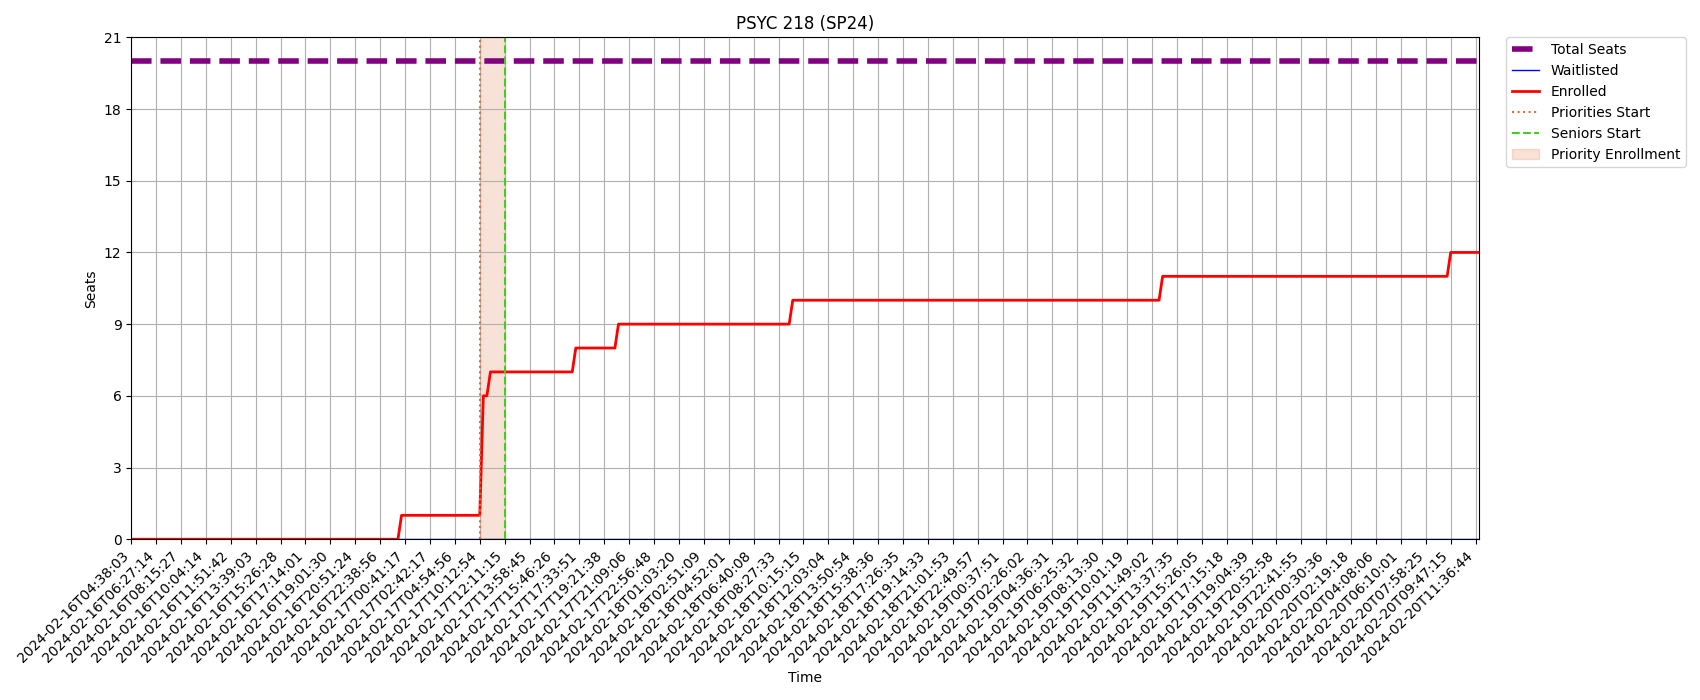 PSYC 218 (SP24)
21
18
15
12
9
6
3
0
Seats
2024-02-16T04:38:03
2024-02-16T06:27:14
2024-02-16T08:15:27
2024-02-16T10:04:14
2024-02-16T11:51:42
2024-02-16T13:39:03
2024-02-16T15:26:28
2024-02-16T17:14:01
2024-02-16T19:01:30
2024-02-16T20:51:24
2024-02-16T22:38:56
2024-02-17T00:41:17
2024-02-17T02:42:17
2024-02-17T04:54:56
2024-02-17T10:12:54
2024-02-17T12:11:15
2024-02-17T13:58:45
2024-02-17T15:46:26
2024-02-17T17:33:51
2024-02-17T19:21:38
2024-02-17T21:09:06
2024-02-17T22:56:48
2024-02-18T01:03:20
2024-02-18T02:51:09
2024-02-18T04:52:01
2024-02-18T06:40:08
2024-02-18T08:27:33
2024-02-18T10:15:15
2024-02-18T12:03:04
2024-02-18T13:50:54
2024-02-18T15:38:36
2024-02-18T17:26:35
2024-02-18T19:14:33
2024-02-18T21:01:53
2024-02-18T22:49:57
2024-02-19T00:37:51
2024-02-19T02:26:02
2024-02-19T04:36:31
2024-02-19T06:25:32
2024-02-19T08:13:30
2024-02-19T10:01:19
2024-02-19T11:49:02
2024-02-19T13:37:35
2024-02-19T15:26:05
2024-02-19T17:15:18
2024-02-19T19:04:39
2024-02-19T20:52:58
2024-02-19T22:41:55
2024-02-20T00:30:36
2024-02-20T02:19:18
2024-02-20T04:08:06
2024-02-20T06:10:01
2024-02-20T07:58:25
2024-02-20T09:47:15
2024-02-20T11:36:44
Time
Total Seats
Waitlisted
Enrolled
Priorities Start
Seniors Start
Priority Enrollment